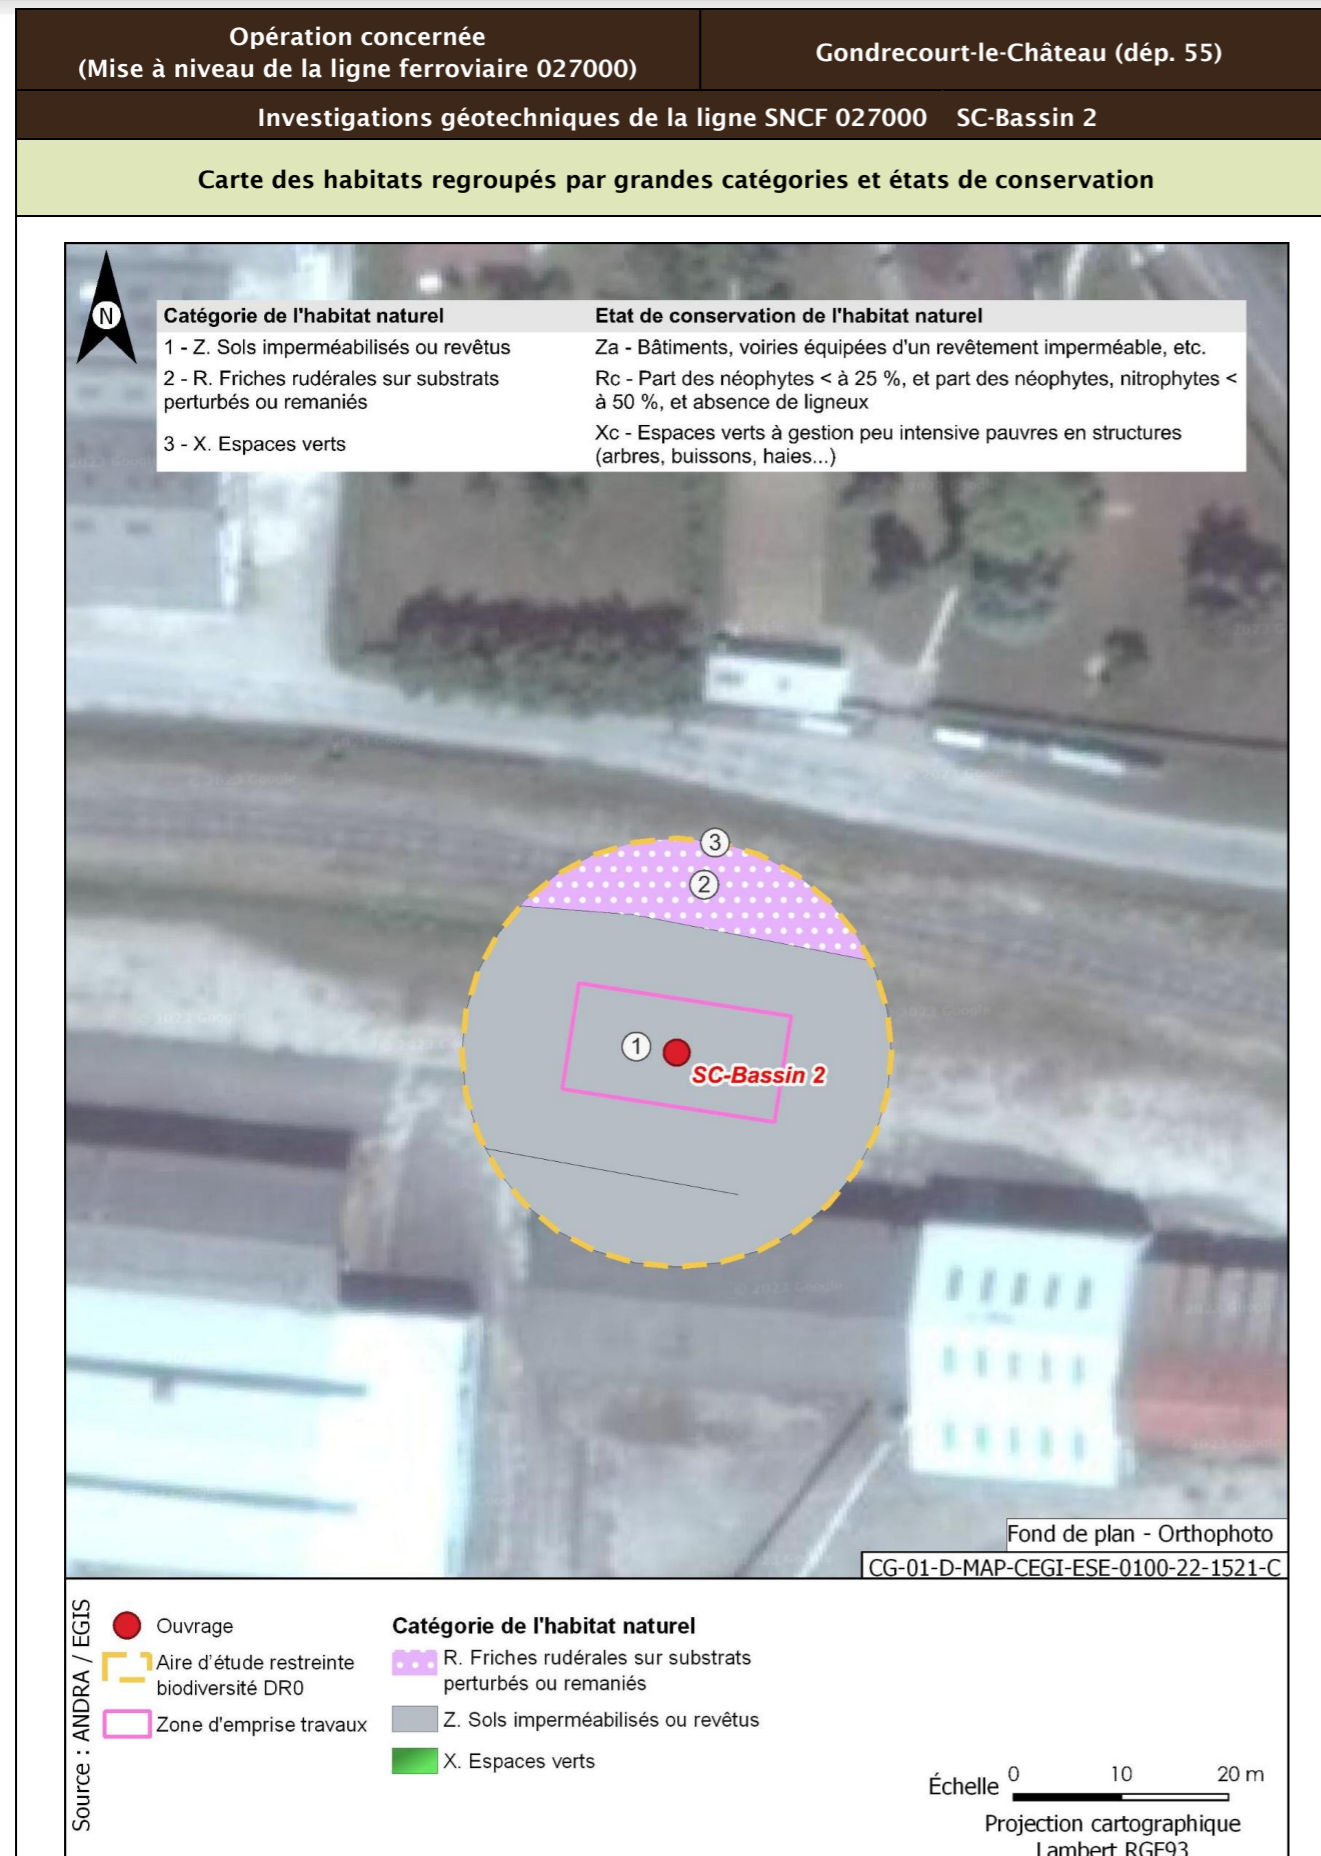 Opération concernée
(Mise à niveau de la ligne ferroviaire 027000)
Gondrecourt-le-Château (dép. 55)
Investigations géotechniques de la ligne SNCF 027000 SC-Bassin 2
Carte des habitats regroupés par grandes catégories et états de conservation
N
Catégorie de l'habitat naturel
Etat de conservation de l'habitat naturel
1 - Z. Sols imperméabilisés ou revêtus
Za - Bâtiments, voiries équipées d'un revêtement imperméable, etc.
2 - R. Friches rudérales sur substrats
perturbés ou remaniés
Rc - Part des néophytes < à 25 %, et part des néophytes, nitrophytes <
à 50 %, et absence de ligneux
3 - X. Espaces verts
Xc - Espaces verts à gestion peu intensive pauvres en structures
(arbres, buissons, haies...)
3
2
1
SC-Bassin 2
© 2023 Google
Fond de plan - Orthophoto
CG-01-D-MAP-CEGI-ESE-0100-22-1521-C
Source : ANDRA / EGIS
Ouvrage
Aire d'étude restreinte
biodiversité DR0
Zone d'emprise travaux
Catégorie de l'habitat naturel
R. Friches rudérales sur substrats
perturbés ou remaniés
Z. Sols imperméabilisés ou revêtus
X. Espaces verts
Échelle 0 10 20 m
Projection cartographique
Lambert RGF93